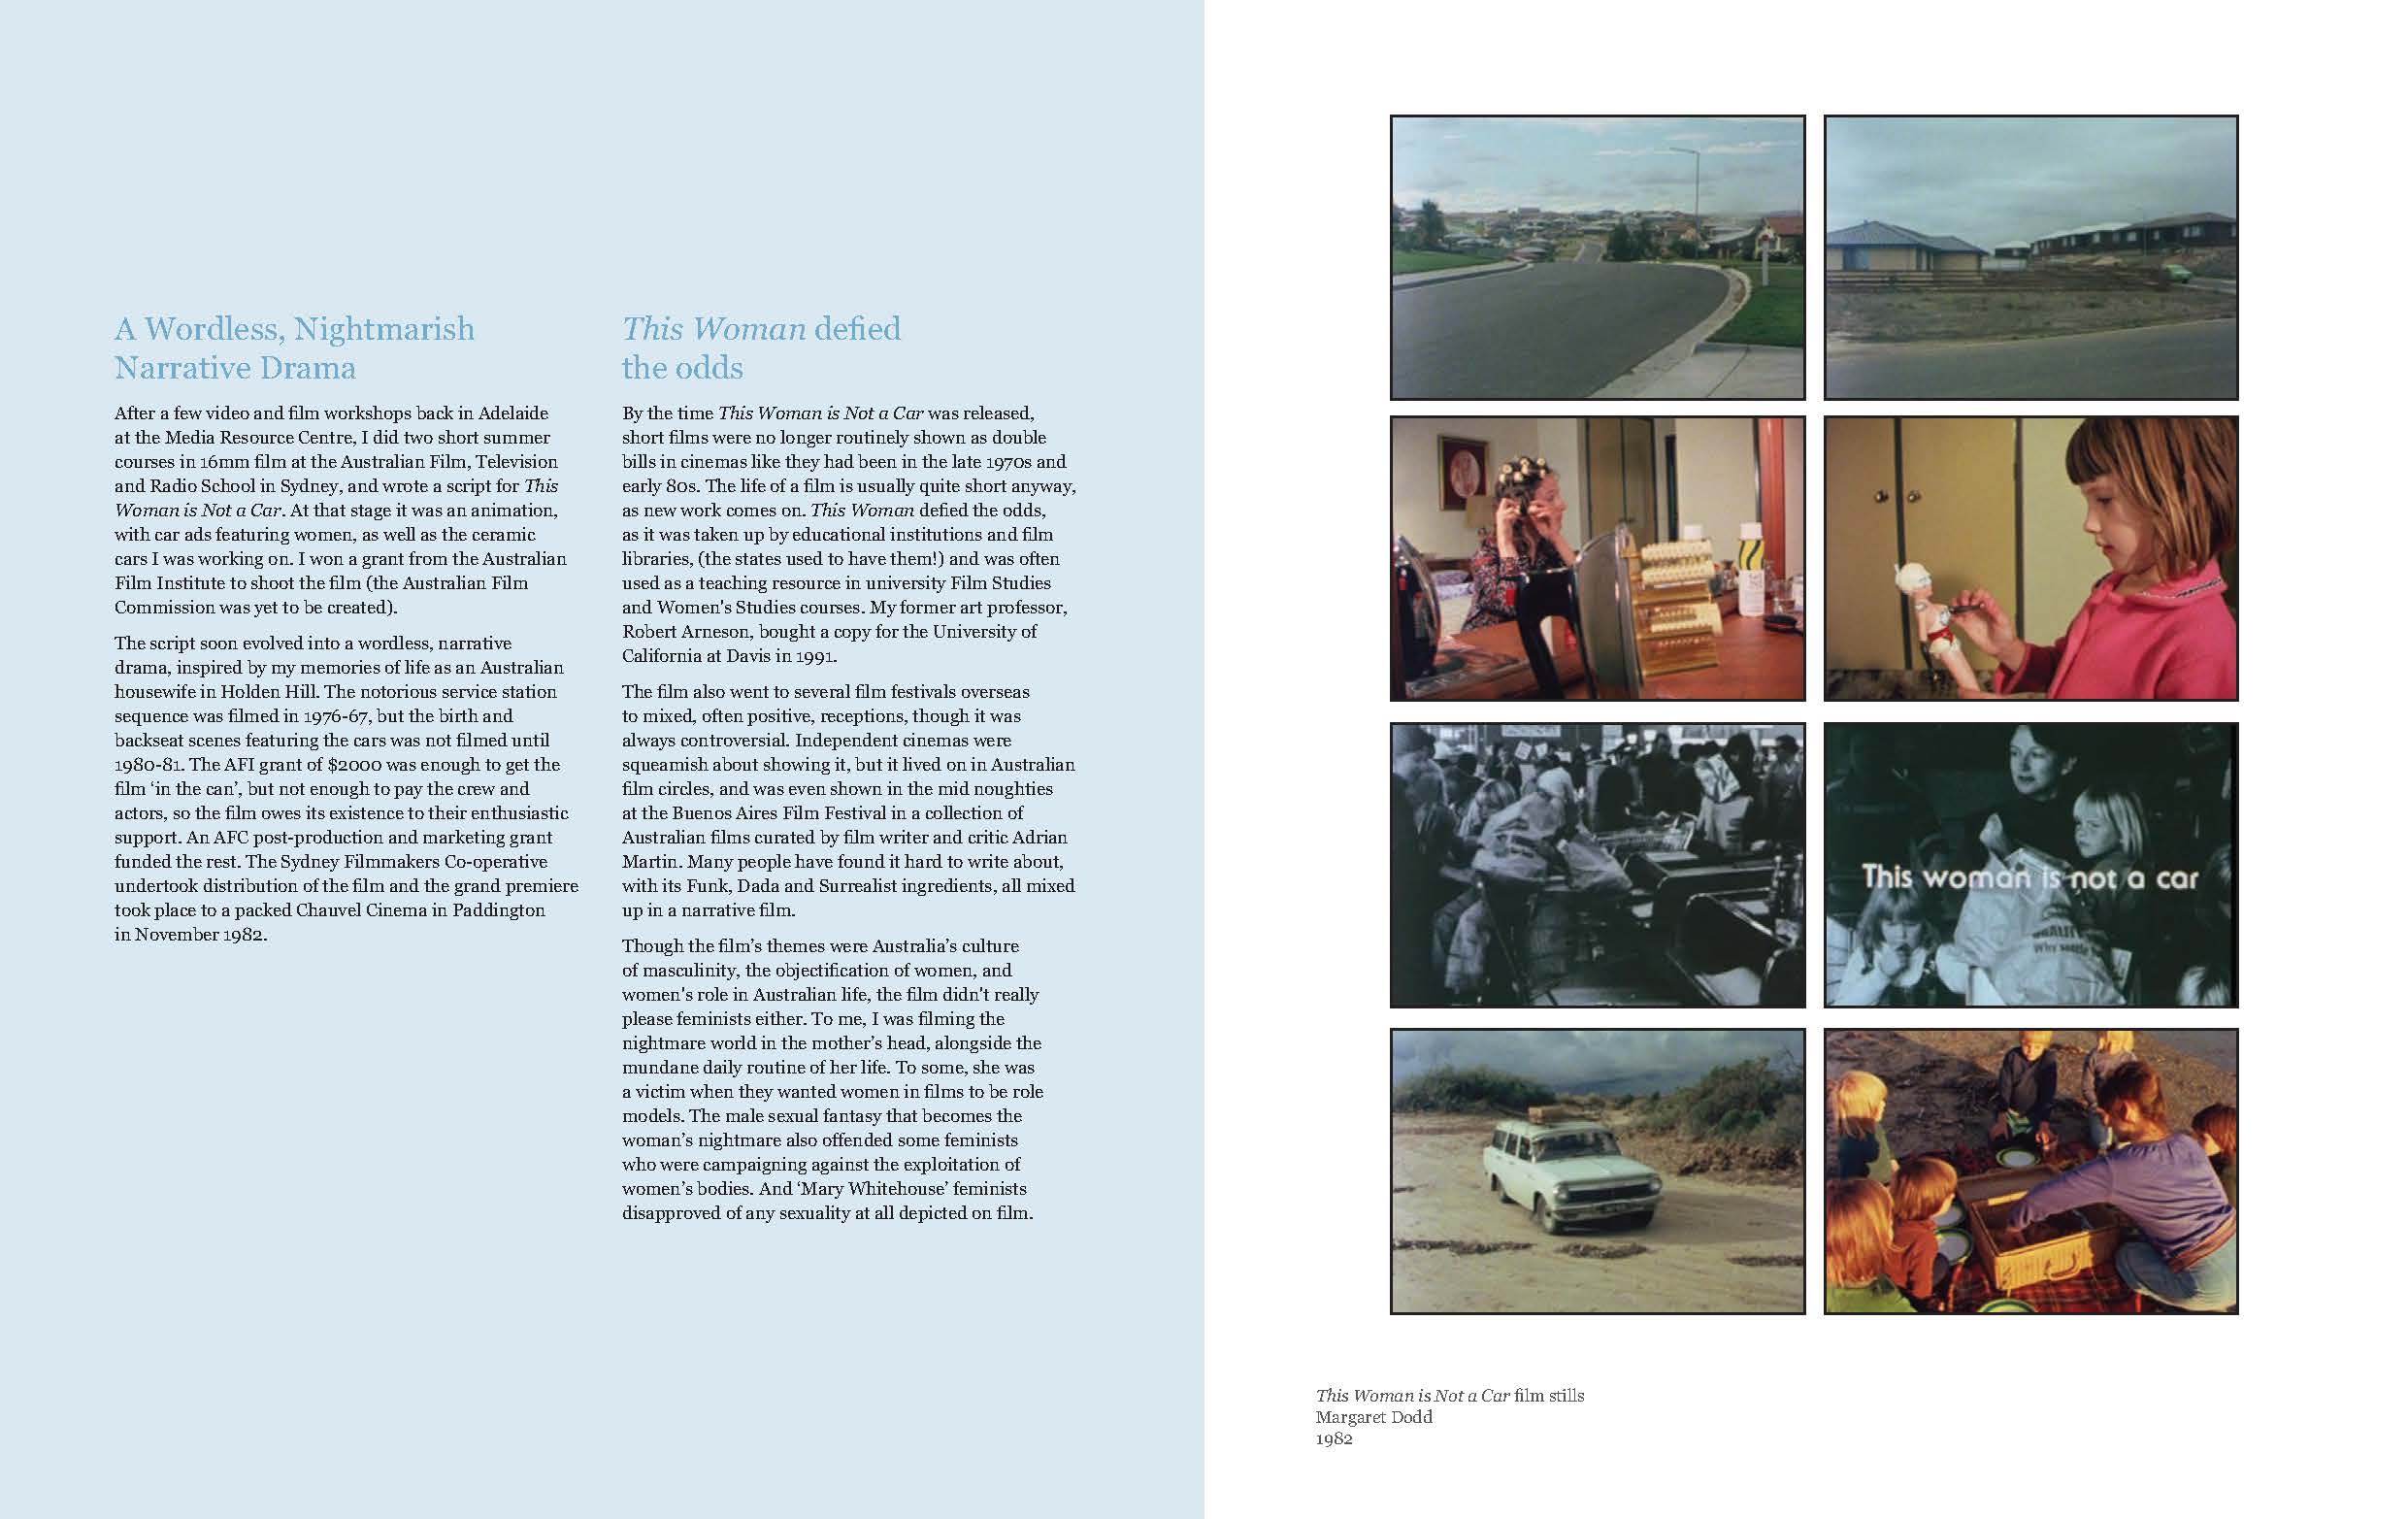 A Wordless, Nightmarish
Narrative Drama
After a few video and film workshops back in Adelaide
at the Media Resource Centre, I did two short summer
courses in 16mm film at the Australian Film, Television
and Radio School in Sydney, and wrote a script for This
Woman is Not a Car. At that stage it was an animation,
with car ads featuring women, as well as the ceramic
cars I was working on. I won a grant from the Australian
Film Institute to shoot the film (the Australian Film
Commission was yet to be created).
The script soon evolved into a wordless, narrative
drama, inspired by my memories of life as an Australian
housewife in Holden Hill. The notorious service station
sequence was filmed in 1976-67, but the birth and
backseat scenes featuring the cars was not filmed until
1980-81. The AFI grant of $2000 was enough to get the
film ‘in the can’, but not enough to pay the crew and
actors, so the film owes its existence to their enthusiastic
support. An AFC post-production and marketing grant
funded the rest. The Sydney Filmmakers Co-operative
undertook distribution of the film and the grand premiere
took place to a packed Chauvel Cinema in Paddington
in November 1982.
This Woman defied
the odds
By the time This Woman is Not a Car was released,
short films were no longer routinely shown as double
bills in cinemas like they had been in the late 1970s and
early 80s. The life of a film is usually quite short anyway,
as new work comes on. This Woman defied the odds,
as it was taken up by educational institutions and film
libraries, (the states used to have them!) and was often
used as a teaching resource in university Film Studies
and Women's Studies courses. My former art professor,
Robert Arneson, bought a copy for the University of
California at Davis in 1991.
The film also went to several film festivals overseas
to mixed, often positive, receptions, though it was
always controversial. Independent cinemas were
squeamish about showing it, but it lived on in Australian
film circles, and was even shown in the mid noughties
at the Buenos Aires Film Festival in a collection of
Australian films curated by film writer and critic Adrian
Martin. Many people have found it hard to write about,
with its Funk, Dada and Surrealist ingredients, all mixed
up in a narrative film.
Though the film’s themes were Australia’s culture
of masculinity, the objectification of women, and
women's role in Australian life, the film didn't really
please feminists either. To me, I was filming the
nightmare world in the mother’s head, alongside the
mundane daily routine of her life. To some, she was
a victim when they wanted women in films to be role
models. The male sexual fantasy that becomes the
woman’s nightmare also offended some feminists
who were campaigning against the exploitation of
women’s bodies. And ‘Mary Whitehouse’ feminists
disapproved of any sexuality at all depicted on film.
This woman is not a car
Why
This Woman is Not a Car film stills
Margaret Dodd
1982